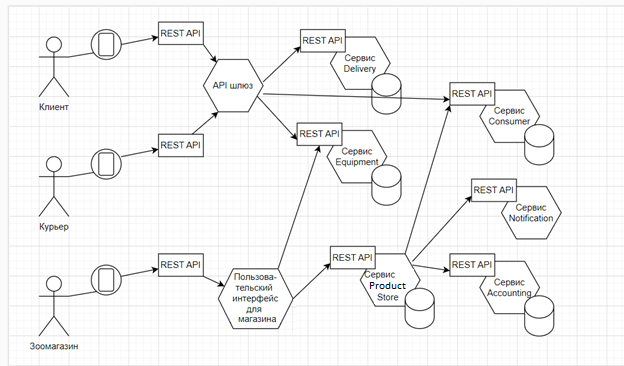 REST API
REST API
Сервис
Delivery
API шлюз
Клиент
REST API
Сервис
Consumer
REST API
REST API
Сервис
Equipment
Курьер
REST API
Сервис
Notification
REST API
Пользова-
тельский
интерфейс
для
магазина
REST API
Сервис
Product
Store
REST API
Сервис
Accounting
Зоомагазин